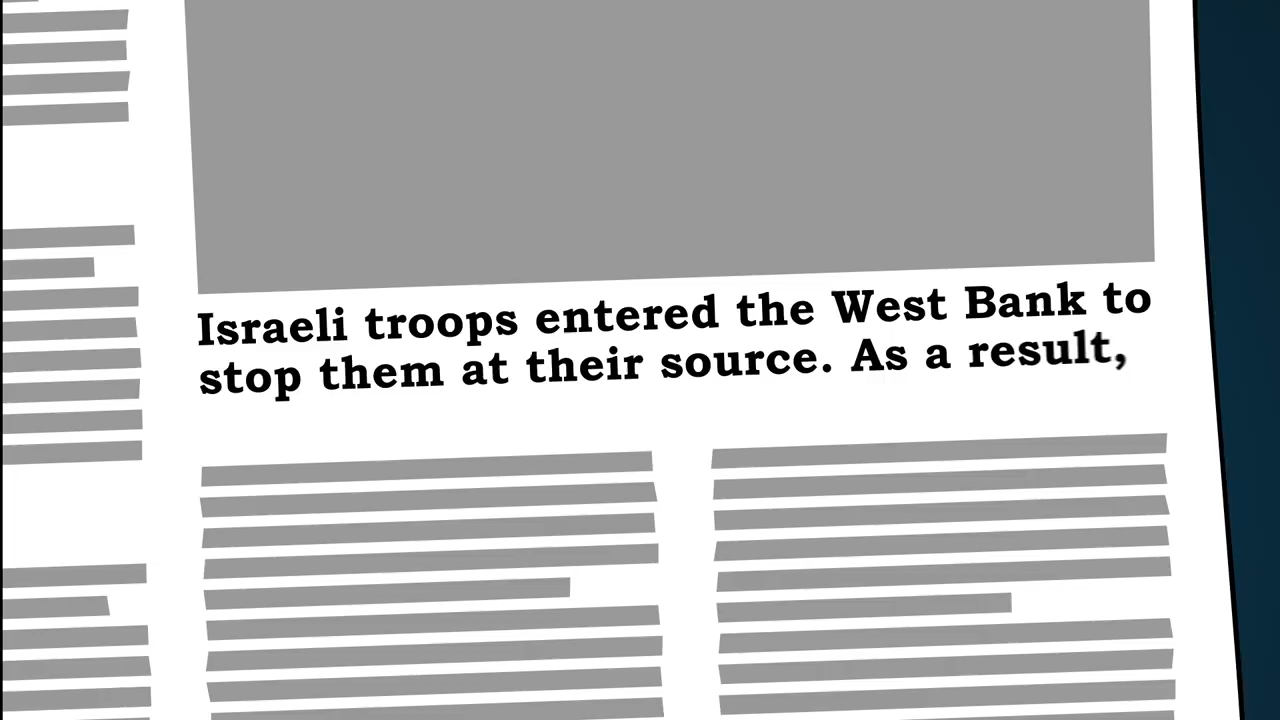 Israeli troops entered the West Bank to
stop them at their source. As a result,